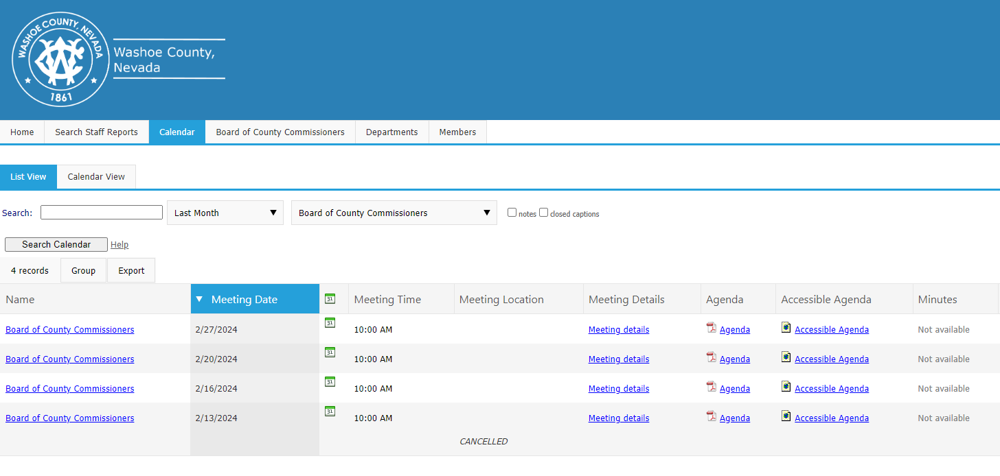 WASHOE COUNTY, NEVADA
1861
Washoe County,
Nevada
Home Search Staff Reports Calendar Board of County Commissioners Departments Members
List View Calendar View
Search: Last Month Board of County Commissioners notes closed captions
Search Calendar Help
4 records Group Export
Name Meeting Date 31 Meeting Time Meeting Location Meeting Details Agenda Accessible Agenda Minutes
Board of County Commissioners 2/27/2024 31 10:00 AM Meeting details Agenda Accessible Agenda Not available
Board of County Commissioners 2/20/2024 31 10:00 AM Meeting details Agenda Accessible Agenda Not available
Board of County Commissioners 2/16/2024 31 10:00 AM Meeting details Agenda Accessible Agenda Not available
Board of County Commissioners 2/13/2024 31 10:00 AM Meeting details Agenda Accessible Agenda Not available
CANCELLED